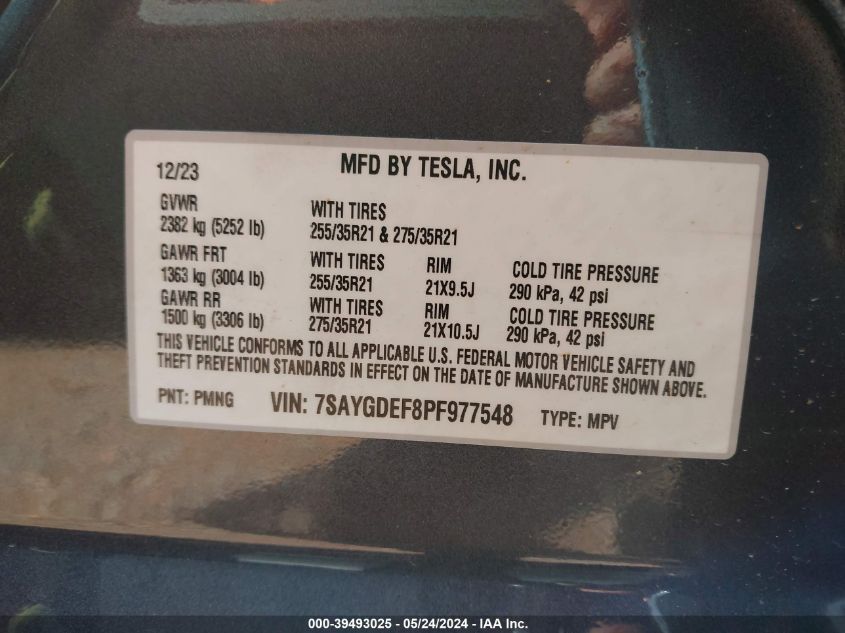 12/23 MFD BY TESLA, INC.
GVWR
2382 kg (5252 lb) WITH TIRES
255/35R21 & 275/35R21
GAWR FRT WITH TIRES RIM COLD TIRE PRESSURE
1363 kg (3004 lb) 255/35R21 21X9.5J 290 kPa, 42 psi
GAWR RR WITH TIRES RIM COLD TIRE PRESSURE
1500 kg (3306 lb) 275/35R21 21X10.5J 290 kPa, 42 psi
THIS VEHICLE CONFORMS TO ALL APPLICABLE U.S. FEDERAL MOTOR VEHICLE SAFETY AND
THEFT PREVENTION STANDARDS IN EFFECT ON THE DATE OF MANUFACTURE SHOWN ABOVE.
PNT: PMNG VIN: 7SAYGDEF8PF977548 TYPE: MPV
000-39493025 - 05/24/2024 - IAA Inc.